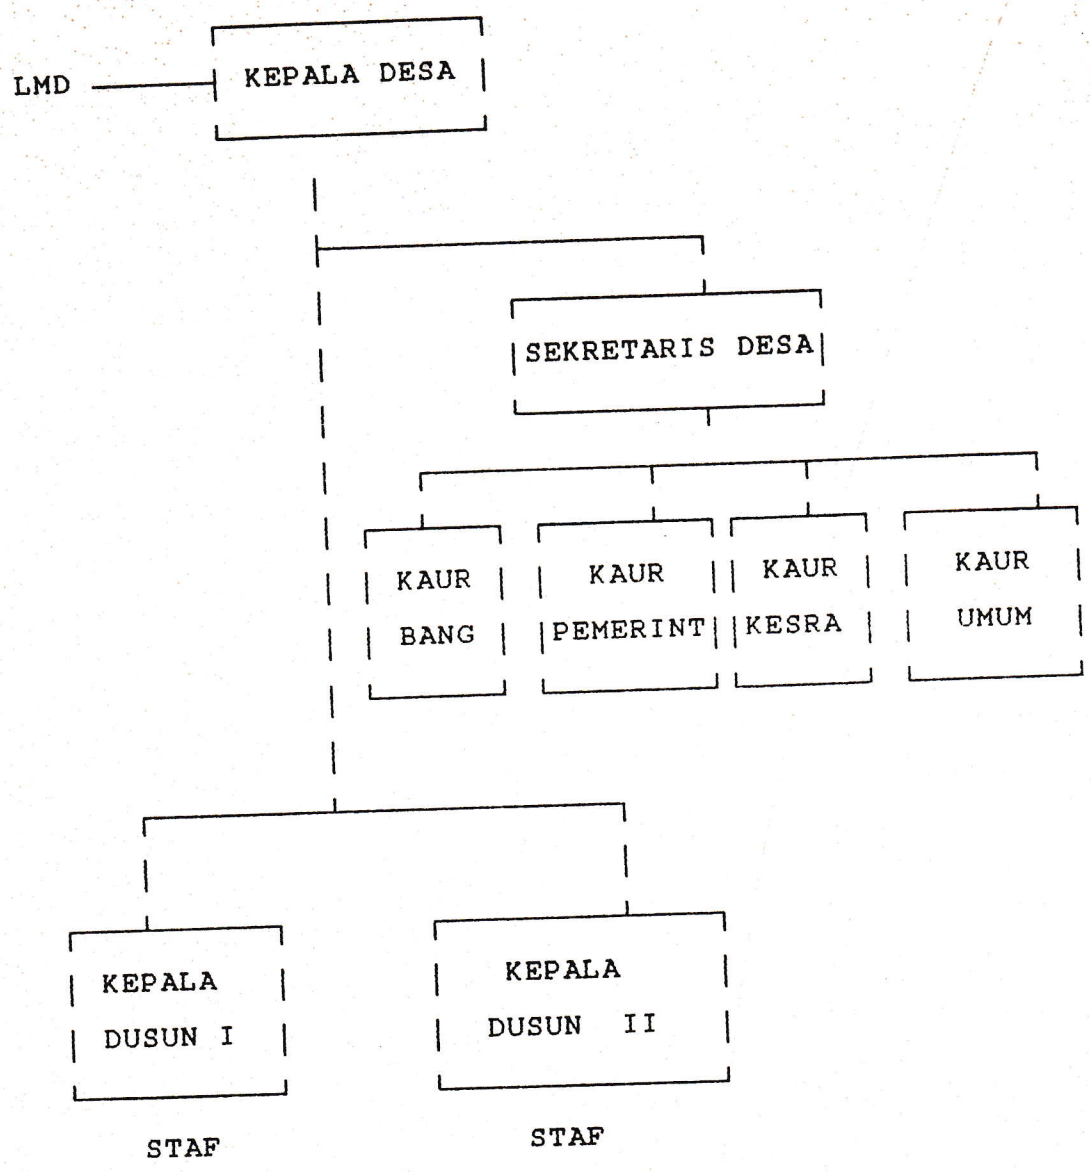 LMD
KEPALA DESA
SEKRETARIS DESA
KAUR
BANG
KAUR
PEMERINT
KAUR
KESRA
KAUR
UMUM
KEPALA
DUSUN I
KEPALA
DUSUN II
STAF
STAF